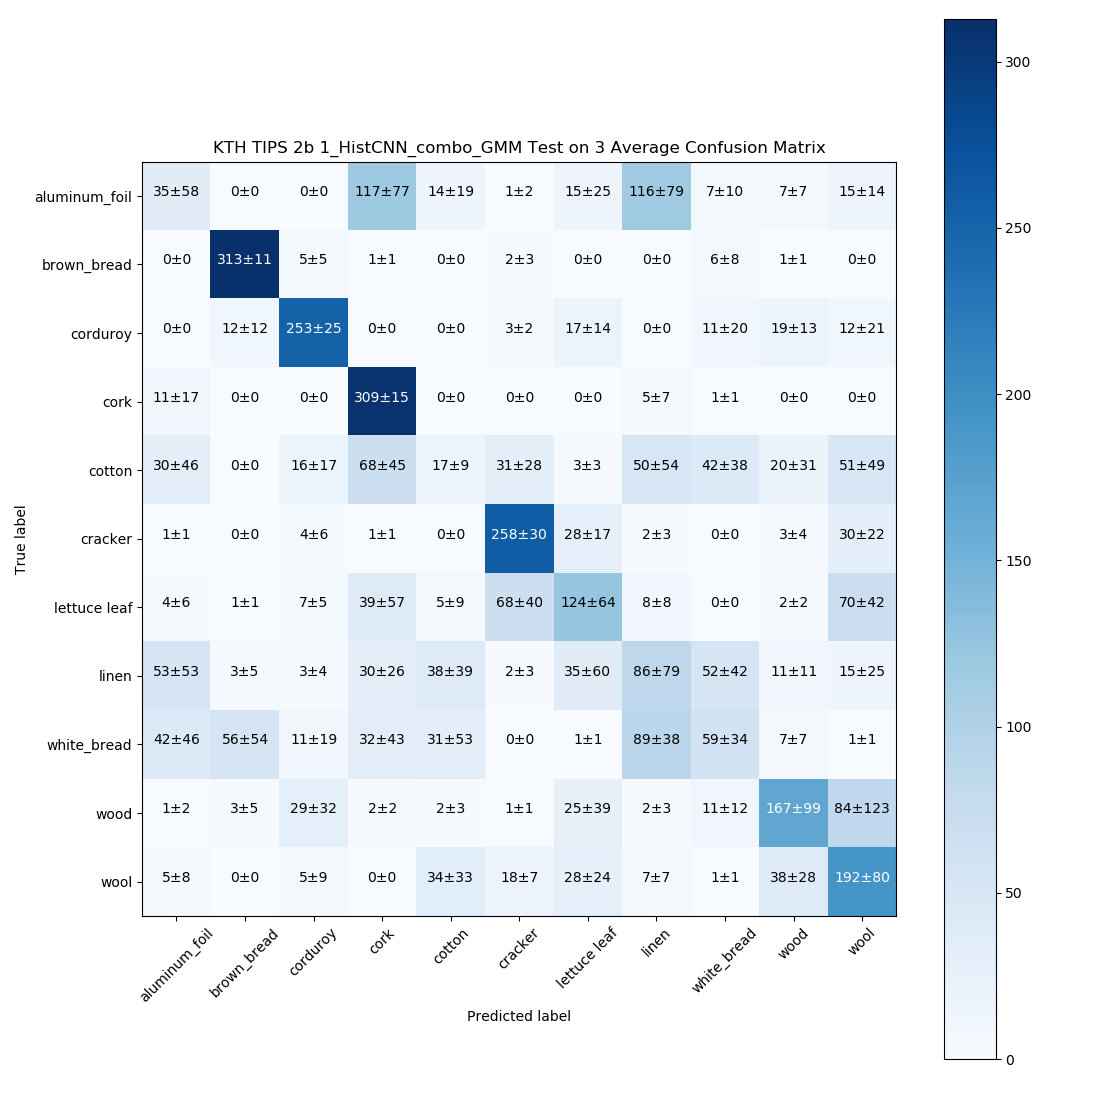 KTH TIPS 2b 1_HistCNN_combo_GMM Test on 3 Average Confusion Matrix
aluminum_foil 35±58 0±0 0±0 117±77 14±19 1±2 15±25 116±79 7±10 7±7 15±14
brown_bread 0±0 313±11 5±5 1±1 0±0 2±3 0±0 0±0 6±8 1±1 0±0
corduroy 0±0 12±12 253±25 0±0 0±0 3±2 17±14 0±0 11±20 19±13 12±21
cork 11±17 0±0 0±0 309±15 0±0 0±0 0±0 5±7 1±1 0±0 0±0
cotton 30±46 0±0 16±17 68±45 17±9 31±28 3±3 50±54 42±38 20±31 51±49
cracker 1±1 0±0 4±6 1±1 0±0 258±30 28±17 2±3 0±0 3±4 30±22
lettuce leaf 4±6 1±1 7±5 39±57 5±9 68±40 124±64 8±8 0±0 2±2 70±42
linen 53±53 3±5 3±4 30±26 38±39 2±3 35±60 86±79 52±42 11±11 15±25
white_bread 42±46 56±54 11±19 32±43 31±53 0±0 1±1 89±38 59±34 7±7 1±1
wood 1±2 3±5 29±32 2±2 2±3 1±1 25±39 2±3 11±12 167±99 84±123
wool 5±8 0±0 5±9 0±0 34±33 18±7 28±24 7±7 1±1 38±28 192±80
aluminum_foil brown_bread corduroy cork cotton cracker lettuce leaf linen white_bread wood wool
Predicted label
True label
300
250
200
150
100
50
0